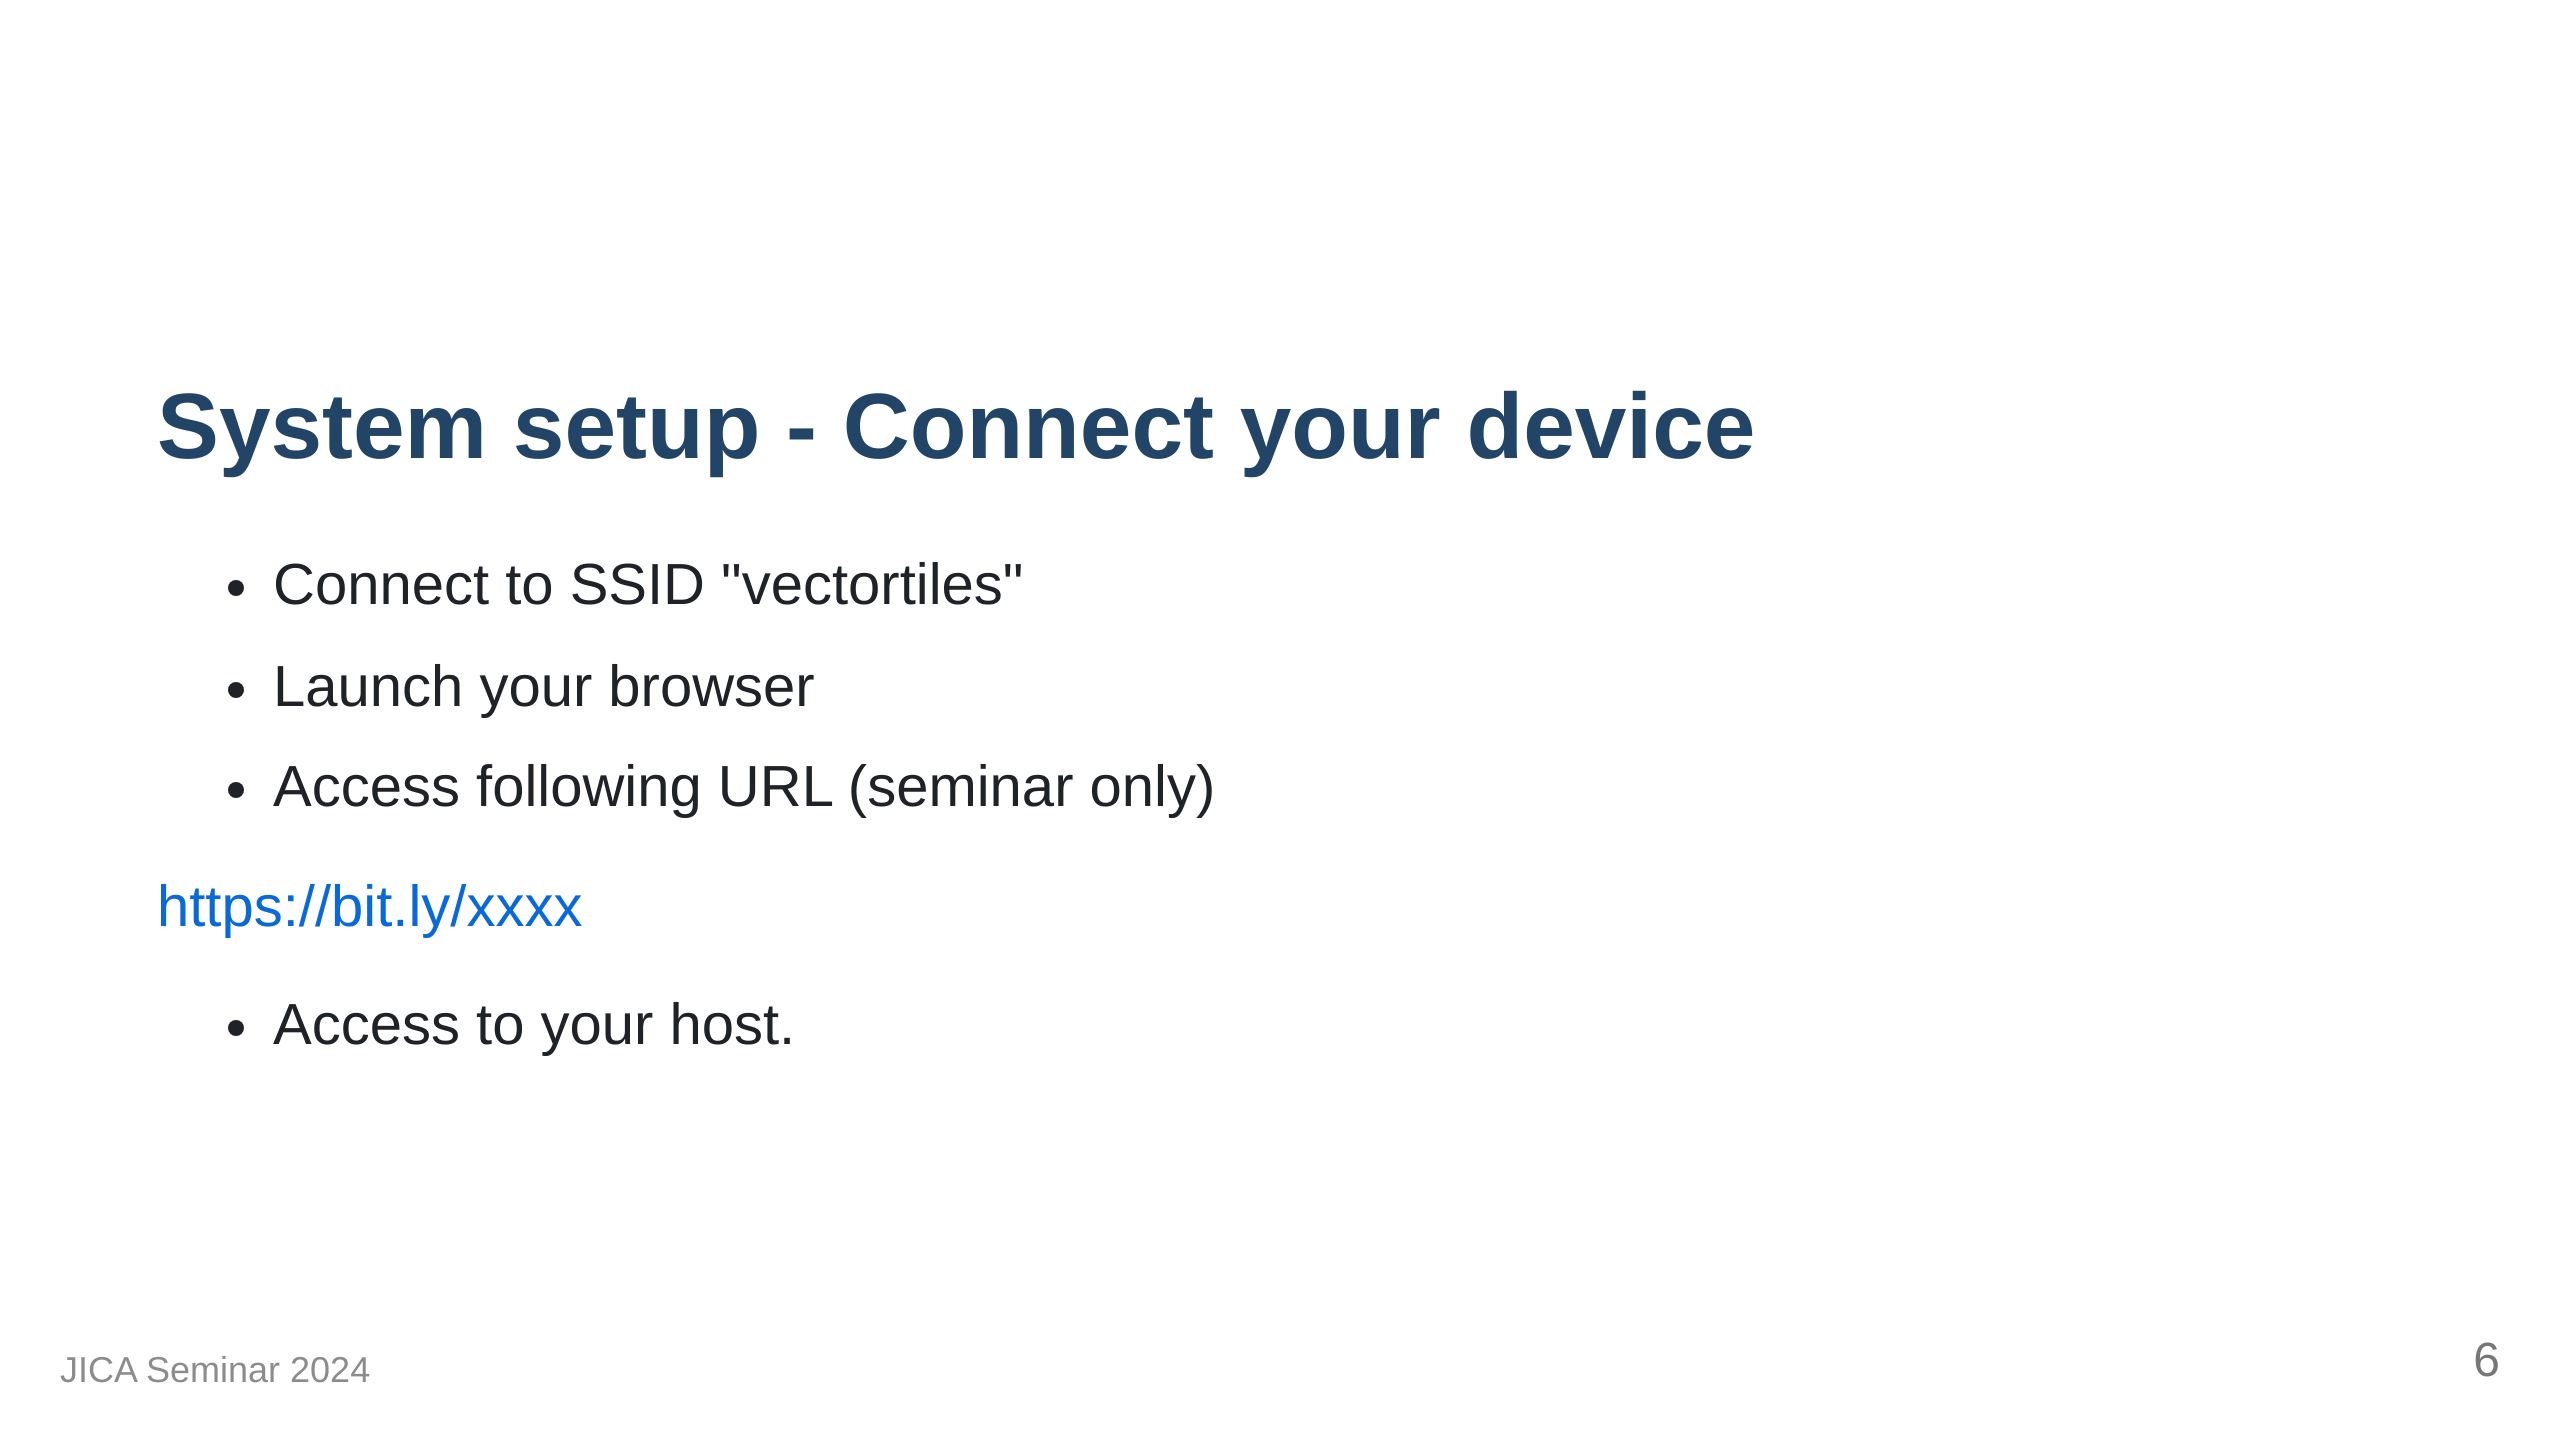 System setup - Connect your device
• Connect to SSID "vectortiles"
• Launch your browser
• Access following URL (seminar only)
https://bit.ly/xxxx
• Access to your host.
JICA Seminar 2024
6